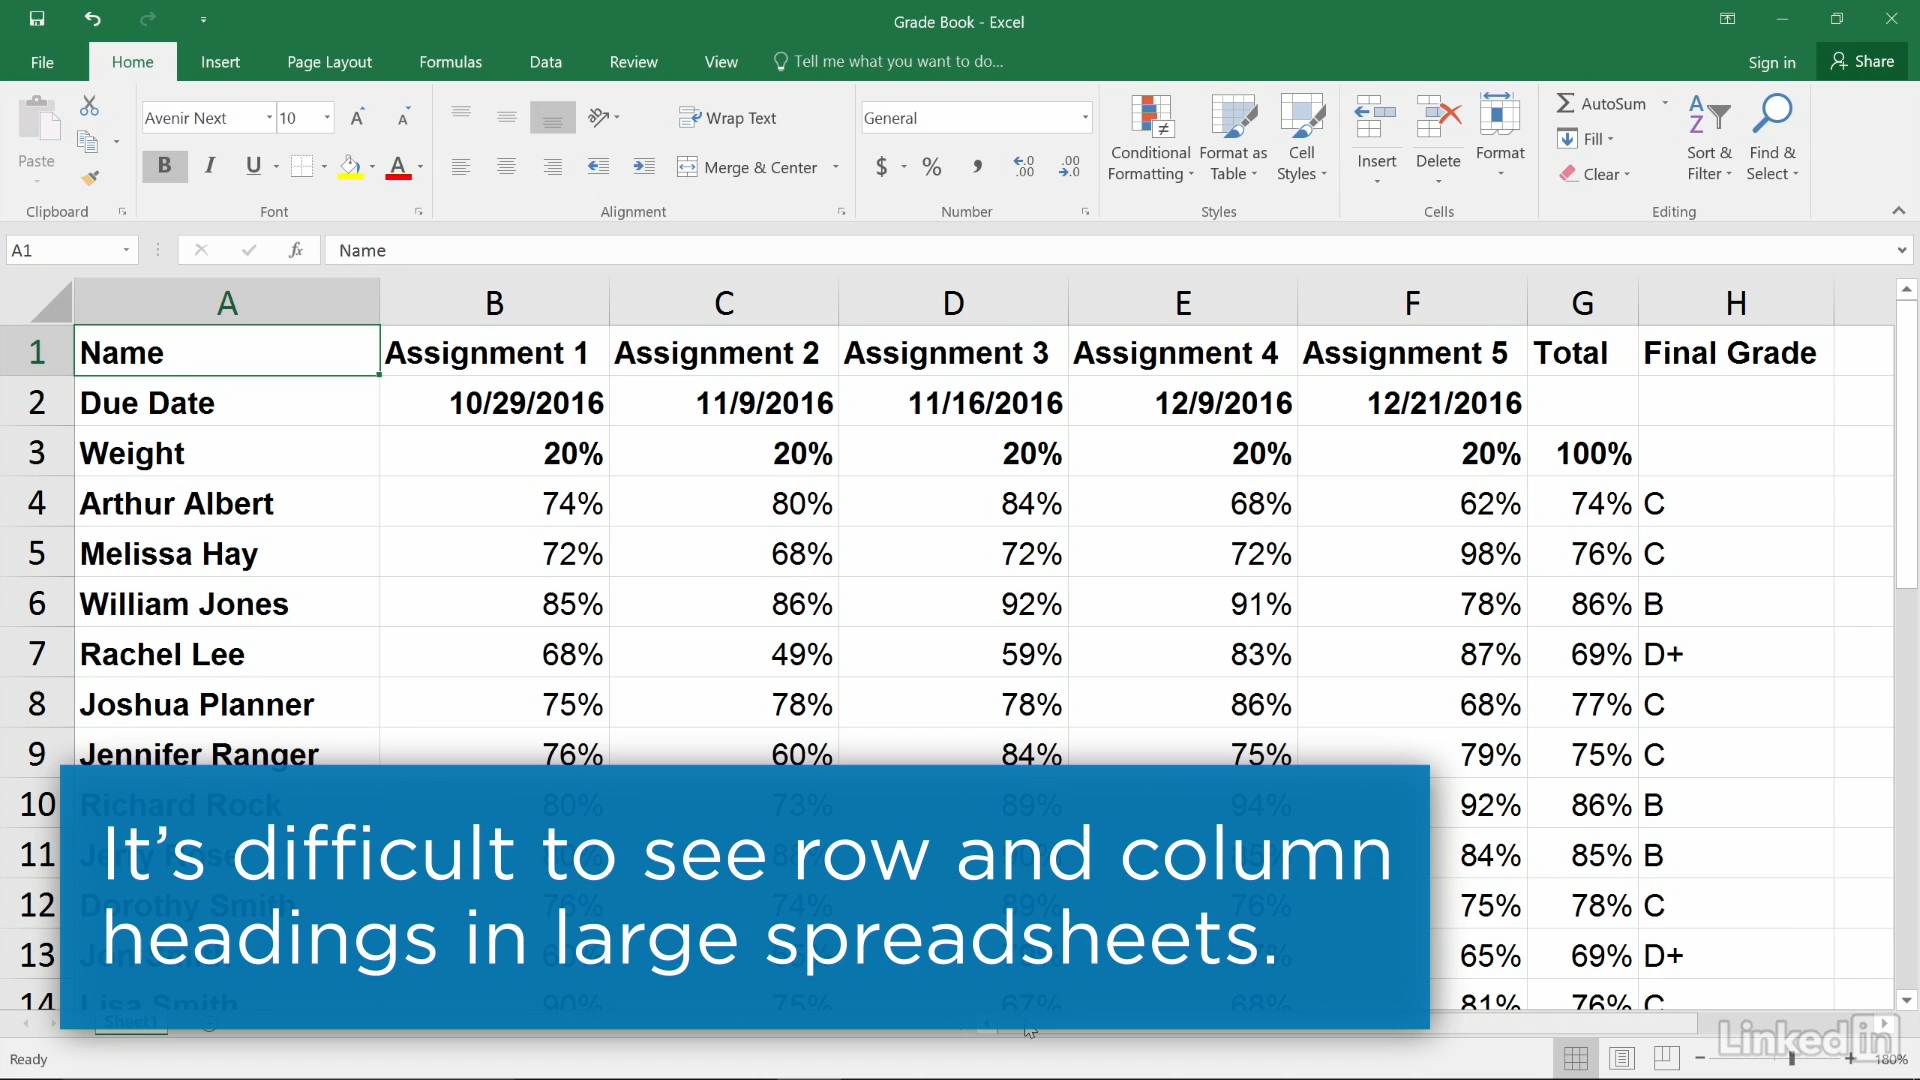 Grade Book - Excel
File Home Insert Page Layout Formulas Data Review View Tell me what you want to do... Sign in Share
Paste
Clipboard
Avenir Next 10
B I U A
Font
Wrap Text
Merge & Center
Alignment
General
$ % , .00 .00
Number
Conditional Formatting
Format as Table
Cell Styles
Styles
Insert Delete Format
Cells
AutoSum
Fill
Clear
Sort & Filter
Find & Select
Editing
A1 fx Name
A B C D E F G H
1 Name Assignment 1 Assignment 2 Assignment 3 Assignment 4 Assignment 5 Total Final Grade
2 Due Date 10/29/2016 11/9/2016 11/16/2016 12/9/2016 12/21/2016
3 Weight 20% 20% 20% 20% 20% 100%
4 Arthur Albert 74% 80% 84% 68% 62% 74% C
5 Melissa Hay 72% 68% 72% 72% 98% 76% C
6 William Jones 85% 86% 92% 91% 78% 86% B
7 Rachel Lee 68% 49% 59% 83% 87% 69% D+
8 Joshua Planner 75% 78% 78% 86% 68% 77% C
9 Jennifer Ranger 76% 60% 84% 75% 79% 75% C
10 Richard Rock 80% 73% 89% 94% 92% 86% B
11 84% 85% B
12 Dorothy Smith 76% 74% 89% 76% 75% 78% C
13 65% 69% D+
14 Lisa Smith 90% 75% 67% 68% 81% 76% C
It's difficult to see row and column
headings in large spreadsheets.
Sheet1
Ready
LinkedIn
180%